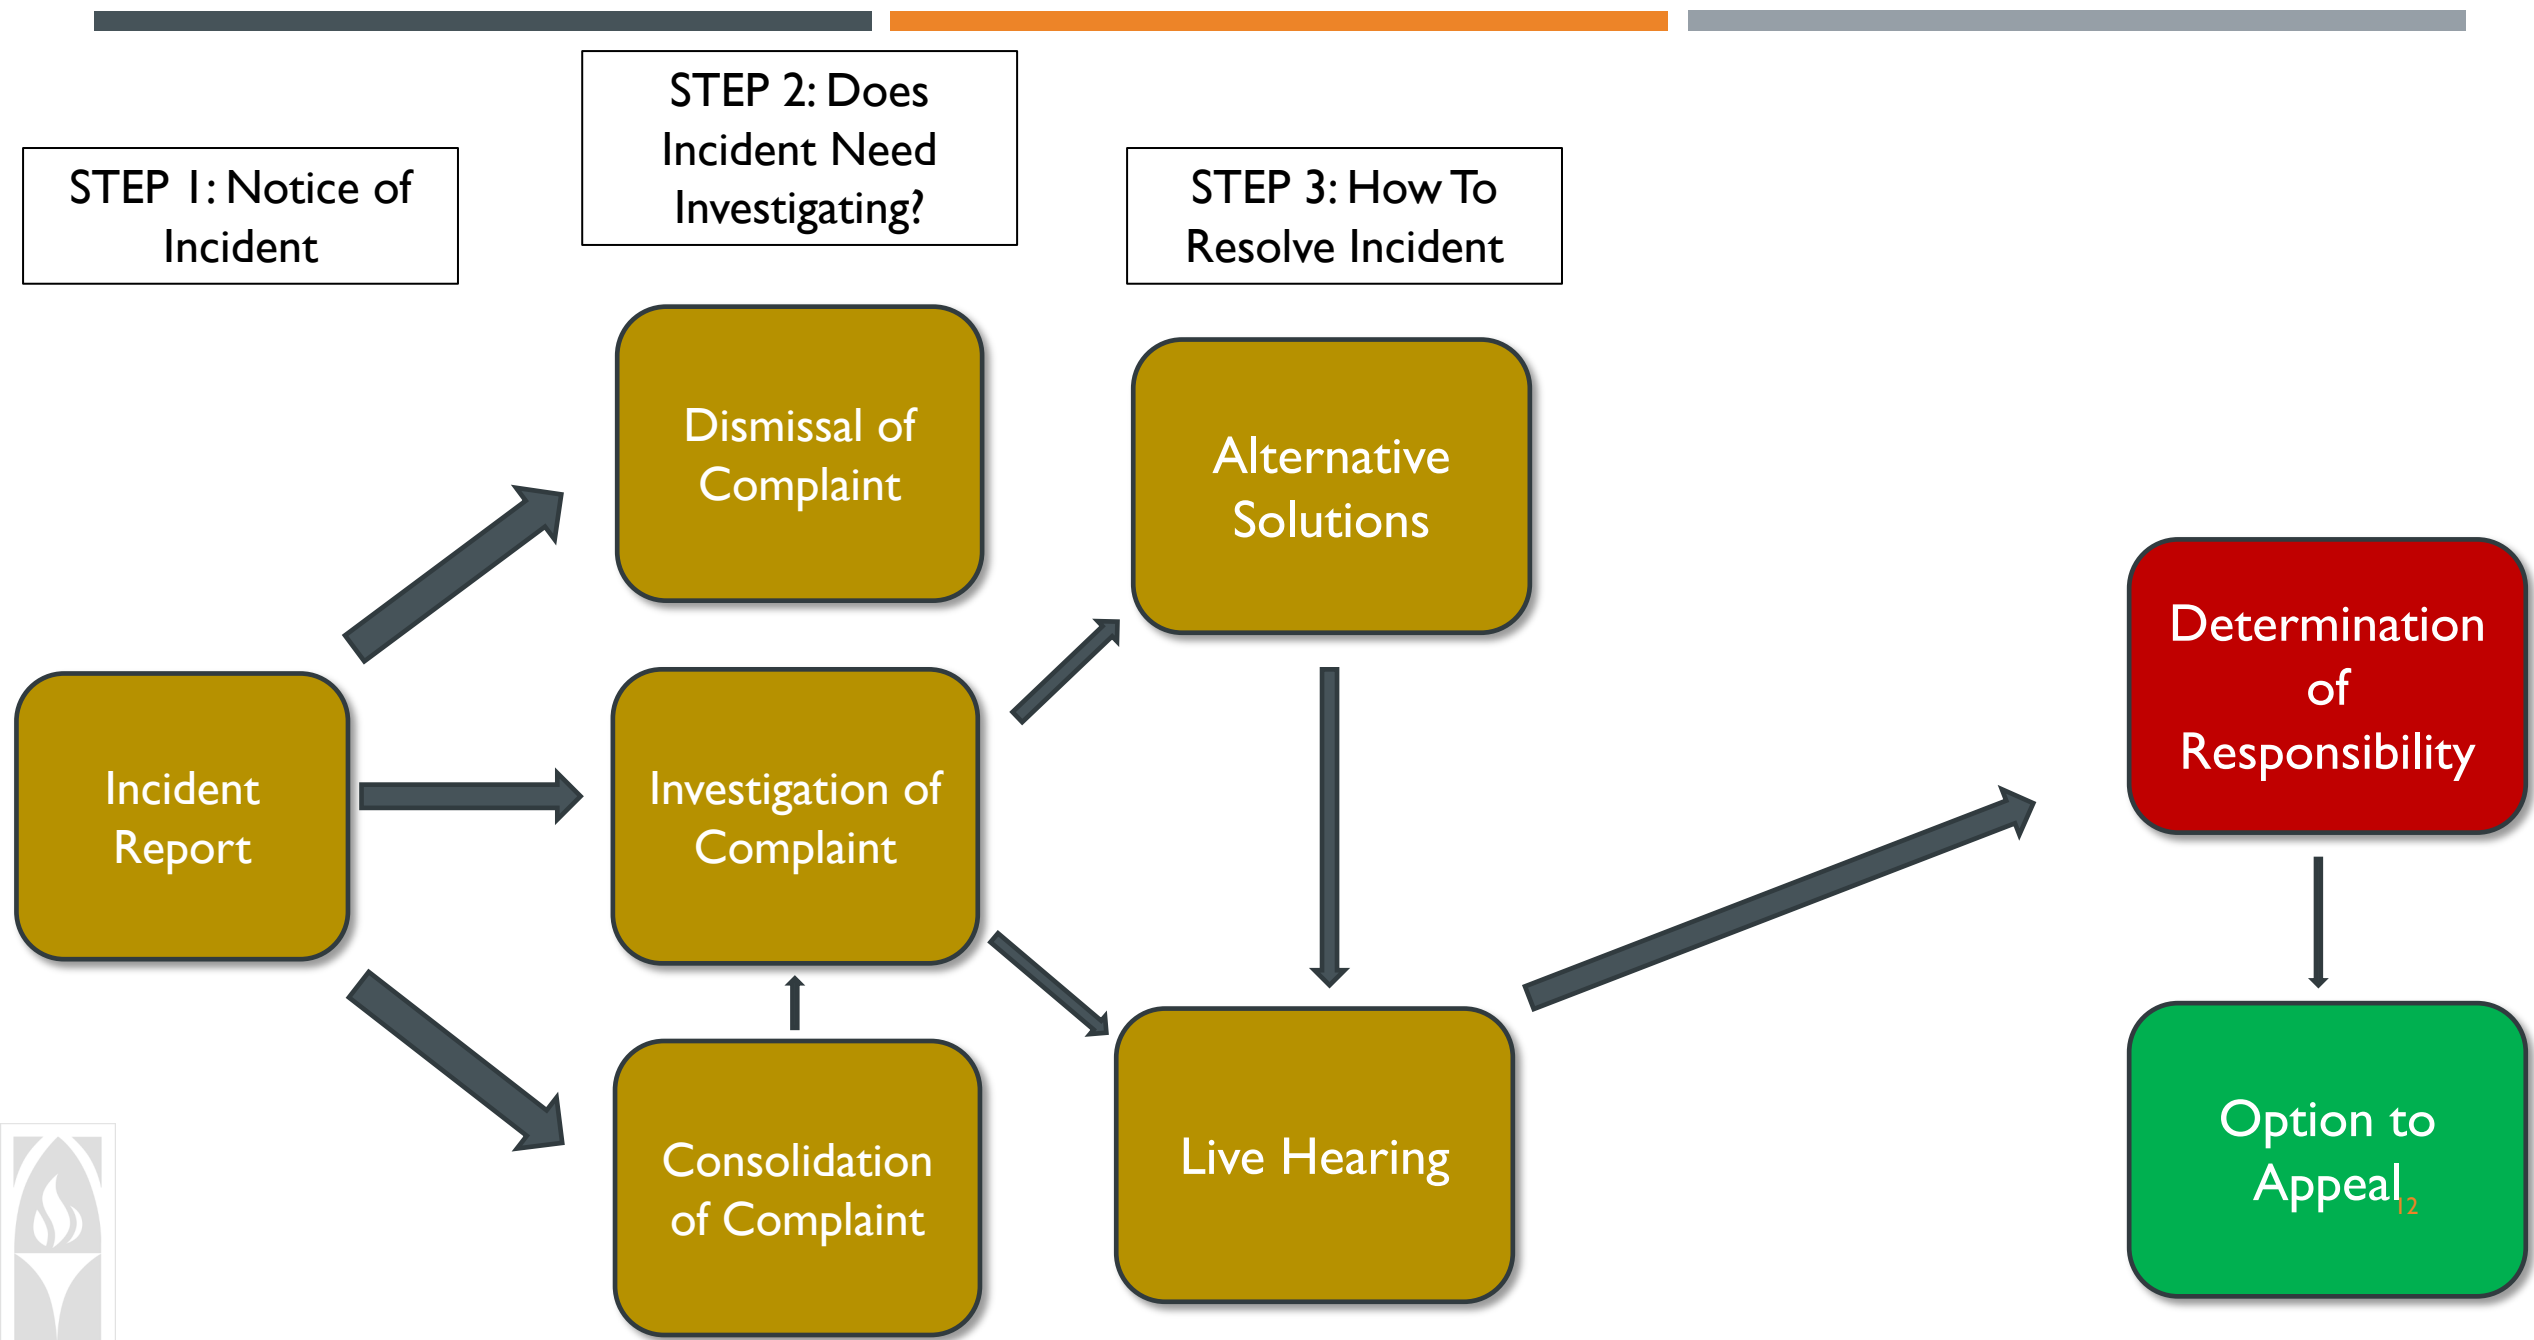 STEP 1: Notice of
Incident
STEP 2: Does
Incident Need
Investigating?
STEP 3: How To
Resolve Incident
Incident
Report
Dismissal of
Complaint
Investigation of
Complaint
Consolidation
of Complaint
Alternative
Solutions
Live Hearing
Determination
of
Responsibility
Option to
Appeal
12